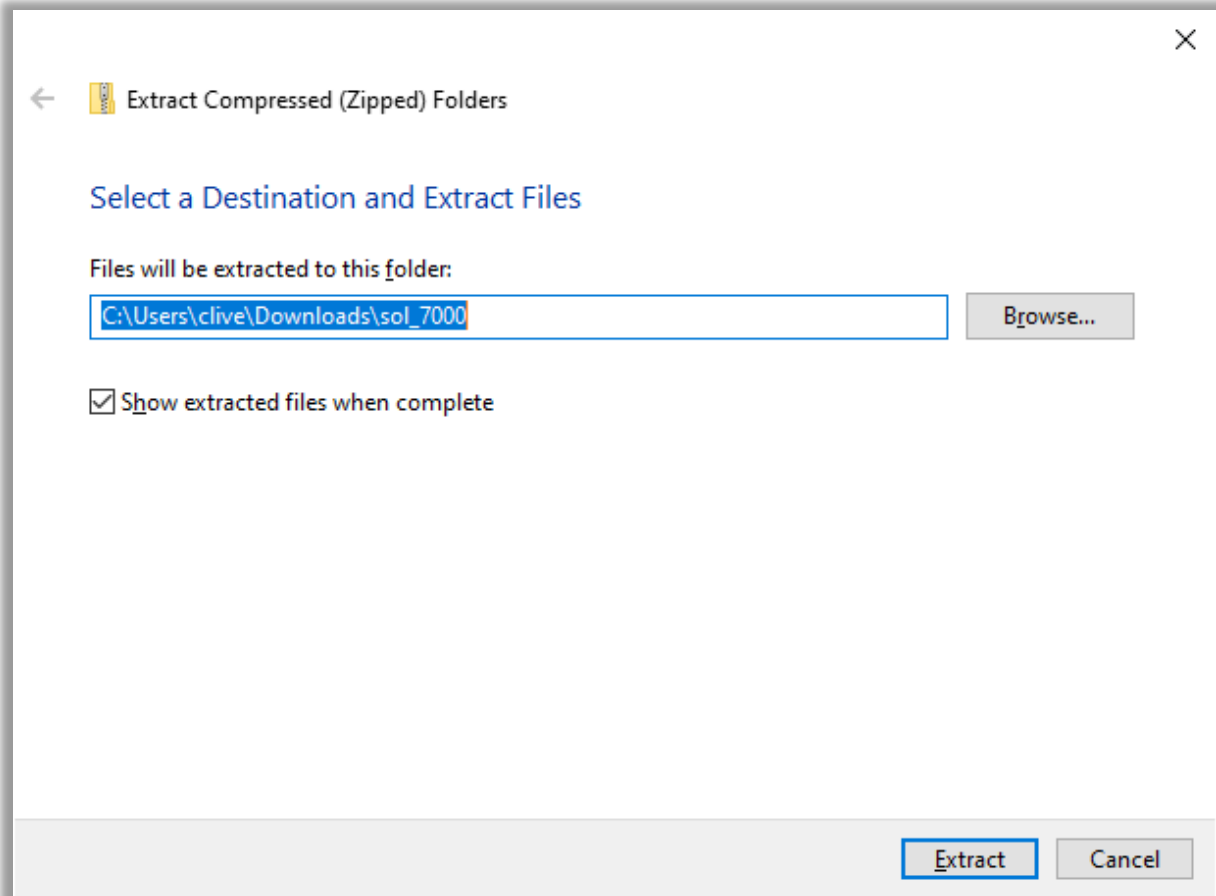 Extract Compressed (Zipped) Folders
Select a Destination and Extract Files
Files will be extracted to this folder:
C:\Users\clive\Downloads\sol_7000
Browse...
Show extracted files when complete
Extract
Cancel